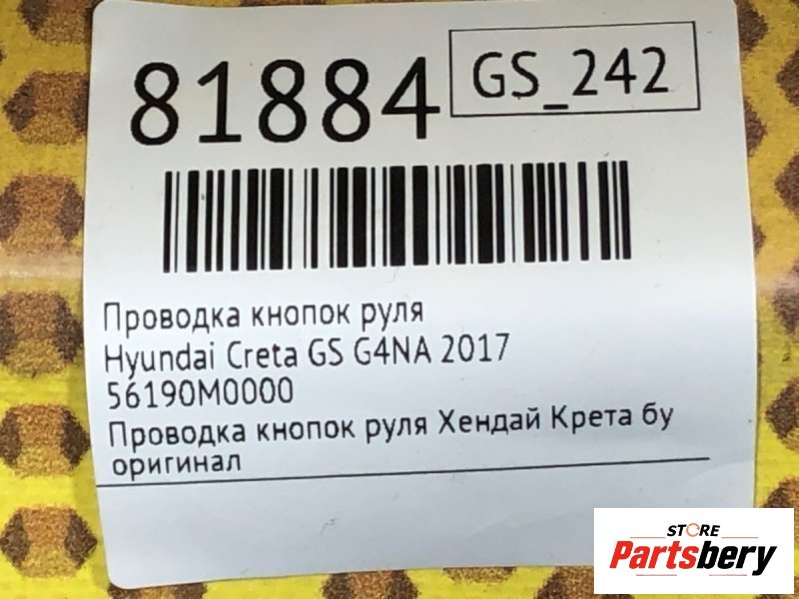 81884
GS_242
Проводка кнопок руля
Hyundai Creta GS G4NA 2017
56190M0000
Проводка кнопок руля Хендай Крета бу
оригинал
STORE
Partsbery